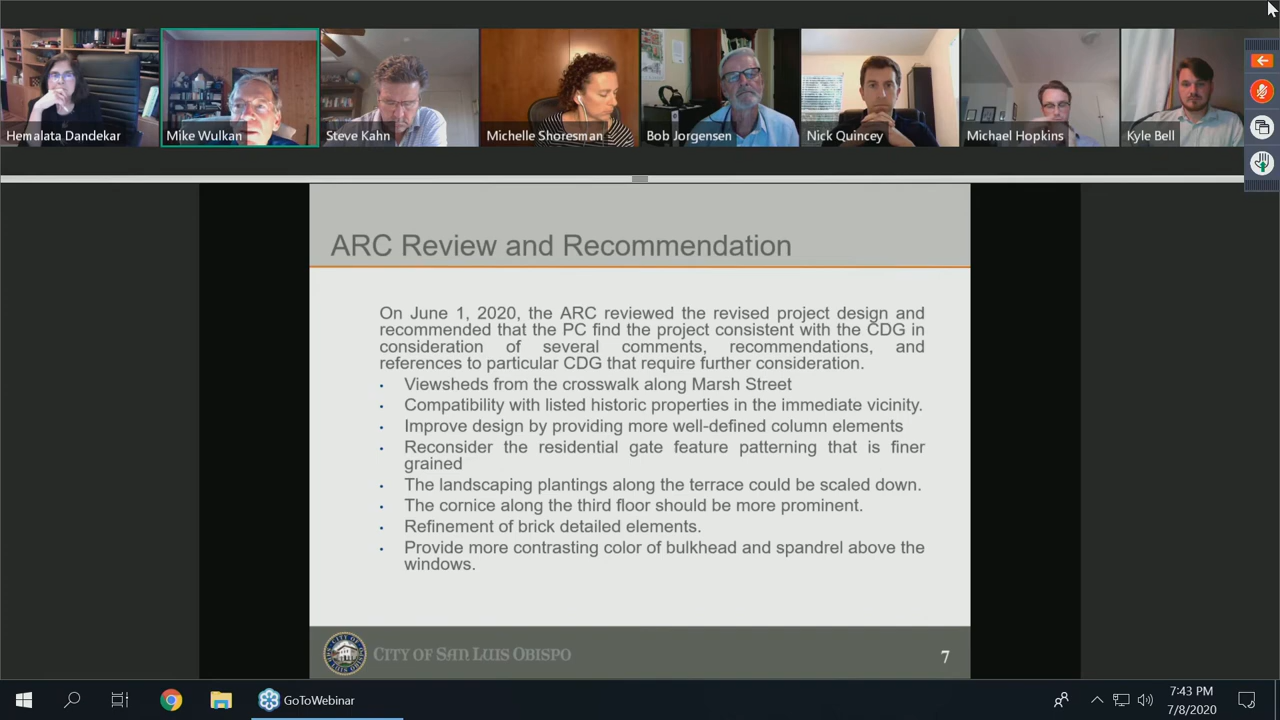 Hemalata Dandekar
Mike Wulkan
Steve Kahn
Michelle Shoresman
Bob Jorgensen
Nick Quincey
Michael Hopkins
Kyle Bell
ARC Review and Recommendation
On June 1, 2020, the ARC reviewed the revised project design and
recommended that the PC find the project consistent with the CDG in
consideration of several comments, recommendations, and
references to particular CDG that require further consideration.
• Viewsheds from the crosswalk along Marsh Street
• Compatibility with listed historic properties in the immediate vicinity.
• Improve design by providing more well-defined column elements
• Reconsider the residential gate feature patterning that is finer
grained
• The landscaping plantings along the terrace could be scaled down.
• The cornice along the third floor should be more prominent.
• Refinement of brick detailed elements.
• Provide more contrasting color of bulkhead and spandrel above the
windows.
CITY OF SAN LUIS OBISPO
7
GoToWebinar
7:43 PM
7/8/2020